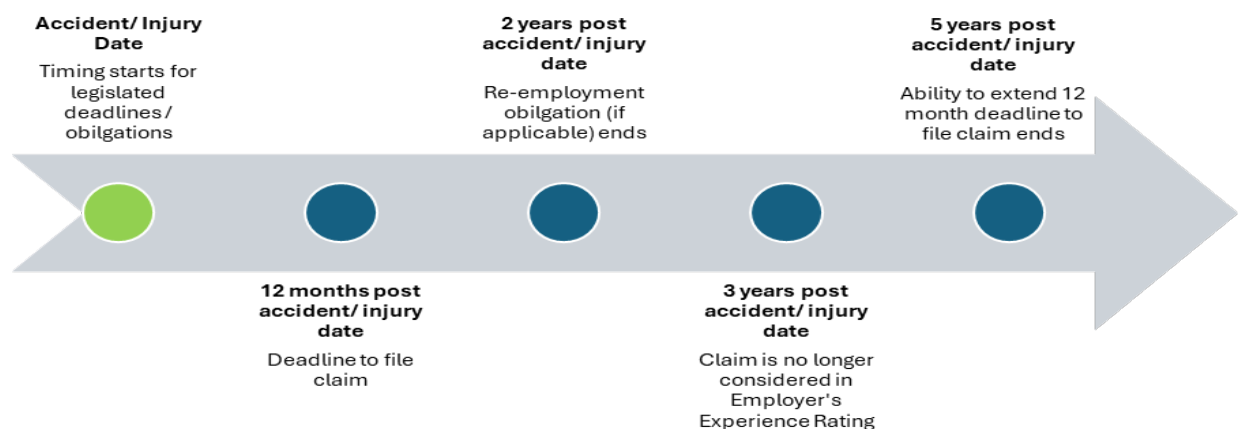 Accident/ Injury
Date
Timing starts for
legislated
deadlines /
obilgations
12 months post
accident/ injury
date
Deadline to file
claim
2 years post
accident/ injury
date
Re-employment
obilgation (if
applicable) ends
3 years post
accident/ injury
date
Claim is no longer
considered in
Employer's
Experience Rating
5 years post
accident/ injury
date
Ability to extend 12
month deadline to
file claim ends